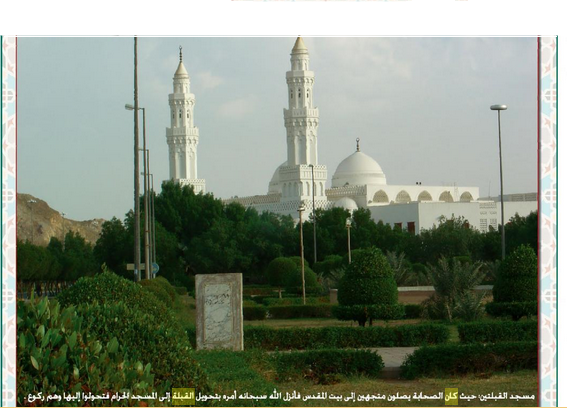 مسجد القبلتين: حيث كان الصحابة يصلون متجهين إلى بيت المقدس فأنزل الله سبحانه أمره بتحويل القبلة إلى المسجد الحرام فتحولوا إليها وهم ركوع.